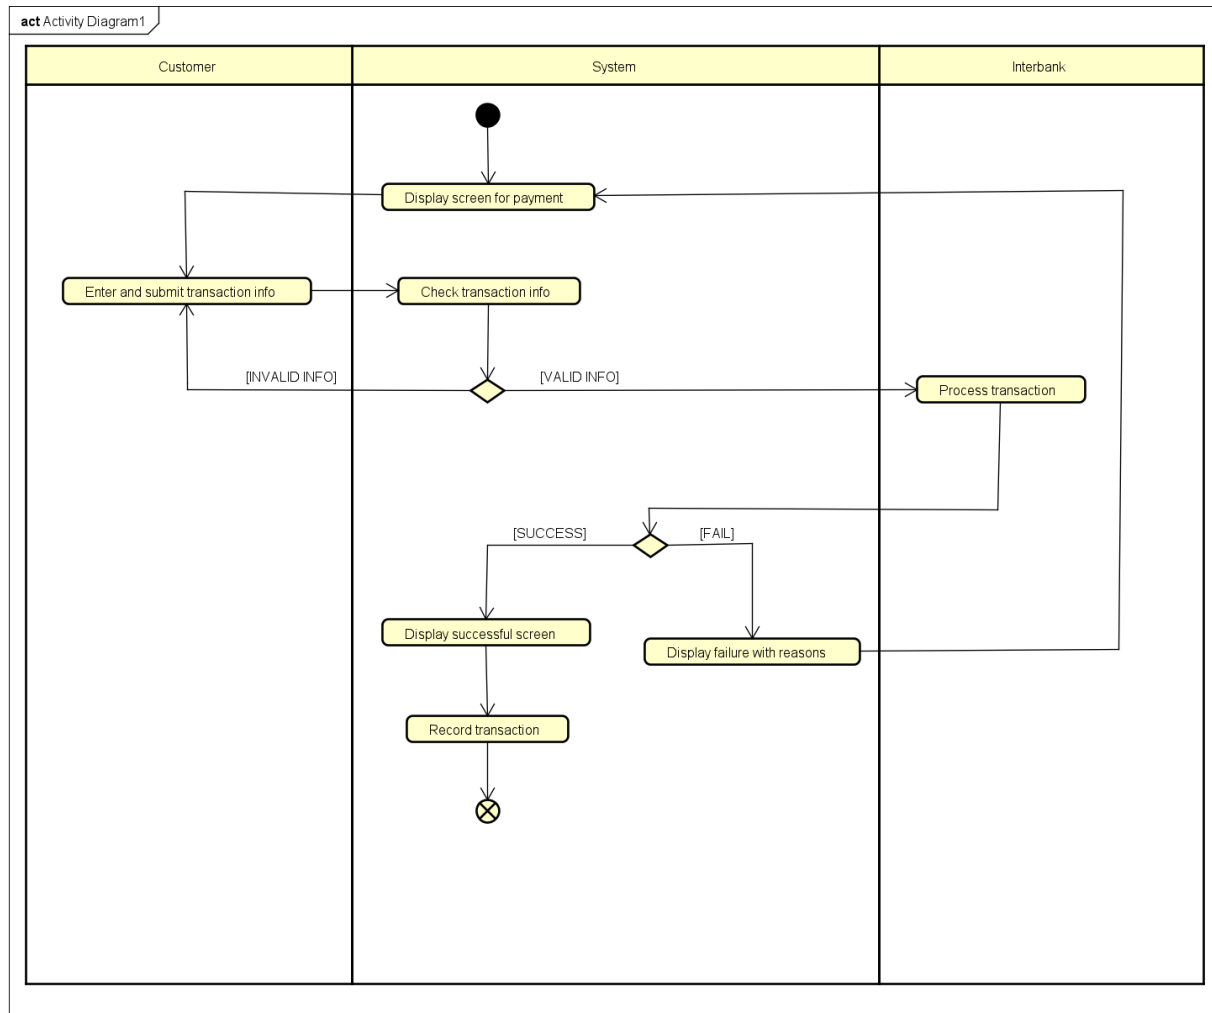 act Activity Diagram1
Customer
System
Interbank
Display screen for payment
Enter and submit transaction info
Check transaction info
[INVALID INFO]
[VALID INFO]
Process transaction
[SUCCESS]
[FAIL]
Display successful screen
Display failure with reasons
Record transaction